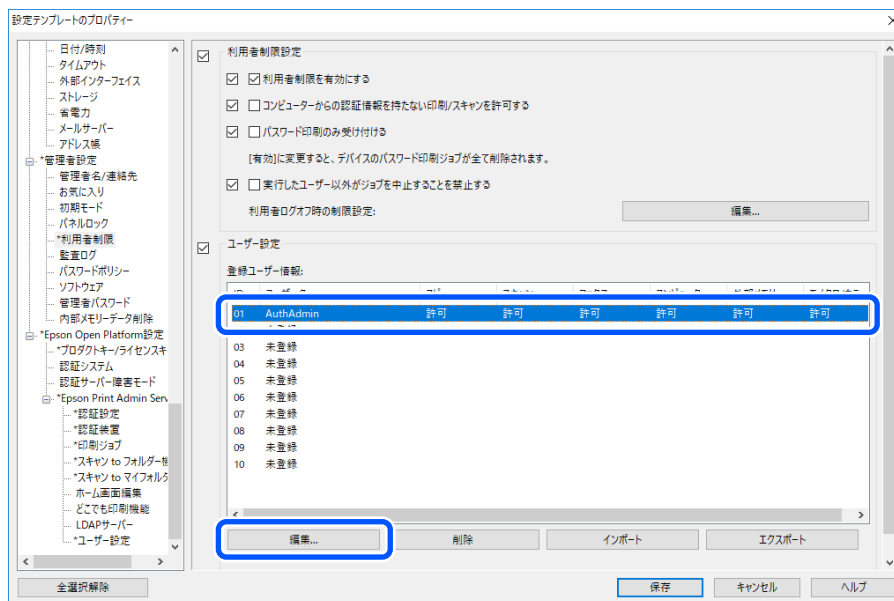 設定テンプレートのプロパティー
日付/時刻
タイムアウト
外部インターフェイス
ストレージ
省電力
メールサーバー
アドレス帳
*管理者設定
管理者名/連絡先
お気に入り
初期モード
パネルロック
*利用者制限
監査ログ
パスワードポリシー
ソフトウェア
管理者パスワード
内部メモリーデータ削除
*Epson Open Platform設定
*プロダクトキー/ライセンスキ
認証システム
認証サーバー障害モード
*Epson Print Admin Serv
*認証設定
*認証装置
*印刷ジョブ
*スキャン to フォルダー機
*スキャン to マイフォルダ
ホーム画面編集
どこでも印刷機能
LDAPサーバー
*ユーザー設定
全選択解除
利用者制限設定
利用者制限を有効にする
コンピューターからの認証情報を持たない印刷/スキャンを許可する
パスワード印刷のみ受け付ける
[有効]に変更すると、デバイスのパスワード印刷ジョブが全て削除されます。
実行したユーザー以外がジョブを中止することを禁止する
利用者ログオフ時の制限設定: 編集...
ユーザー設定
登録ユーザー情報:
01 AuthAdmin 許可 許可 許可 許可 許可 許可
03 未登録
04 未登録
05 未登録
06 未登録
07 未登録
08 未登録
09 未登録
10 未登録
編集... 削除 インポート エクスポート
保存 キャンセル ヘルプ